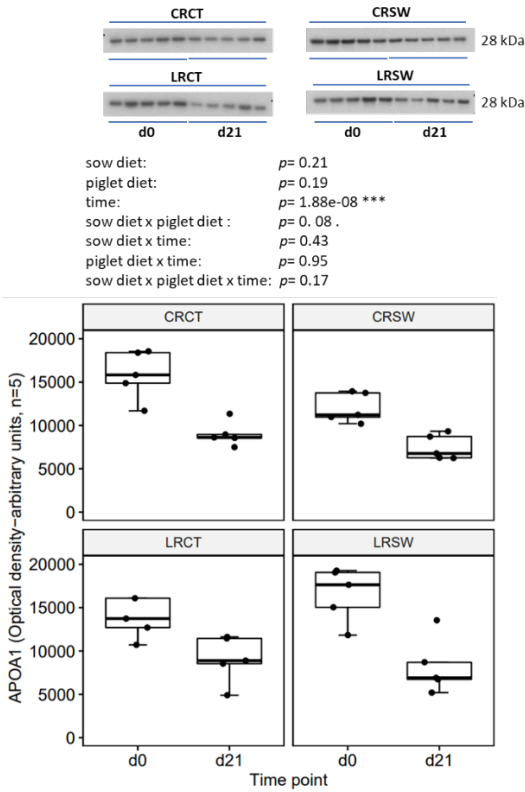 CRCT CRSW
28 kDa
LRCT LRSW
28 kDa
d0 d21 d0 d21
sow diet: p= 0.21
piglet diet: p= 0.19
time: p= 1.88e-08 ***
sow diet x piglet diet : p= 0. 08 .
sow diet x time: p= 0.43
piglet diet x time: p= 0.95
sow diet x piglet diet x time: p= 0.17
CRCT CRSW
20000
15000
10000
5000
0
LRCT LRSW
20000
15000
10000
5000
0
APOA1 (Optical density−arbitrary units, n=5)
d0 d21 d0 d21
Time point